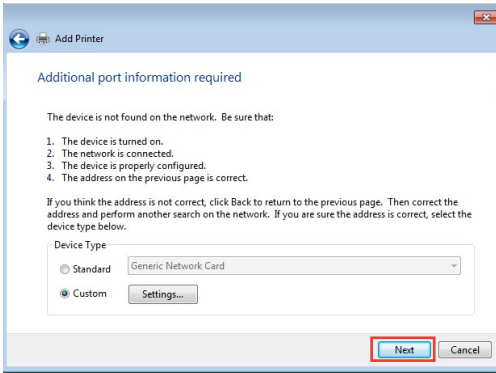 Add Printer
Additional port information required
The device is not found on the network. Be sure that:
1. The device is turned on.
2. The network is connected.
3. The device is properly configured.
4. The address on the previous page is correct.
If you think the address is not correct, click Back to return to the previous page. Then correct the
address and perform another search on the network. If you are sure the address is correct, select the
device type below.
Device Type
Standard Generic Network Card
Custom Settings...
Next Cancel